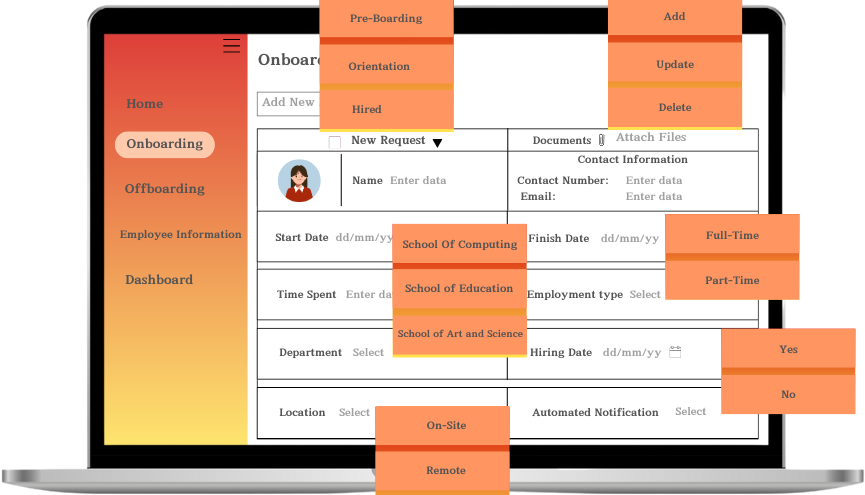 Pre-Boarding
Add
Home
Onboarding
Offboarding
Employee Information
Dashboard
Orientation
Update
Hired
Delete
Add New
New Request
Documents
Attach Files
Contact Information
Name Enter data
Contact Number: Enter data
Email: Enter data
Start Date dd/mm/yy
School Of Computing
Finish Date dd/mm/yy
Full-Time
School of Education
Part-Time
Time Spent Enter da
Employment type Select
School of Art and Science
Department Select
Hiring Date dd/mm/yy
Yes
No
Location Select
On-Site
Automated Notification Select
Remote